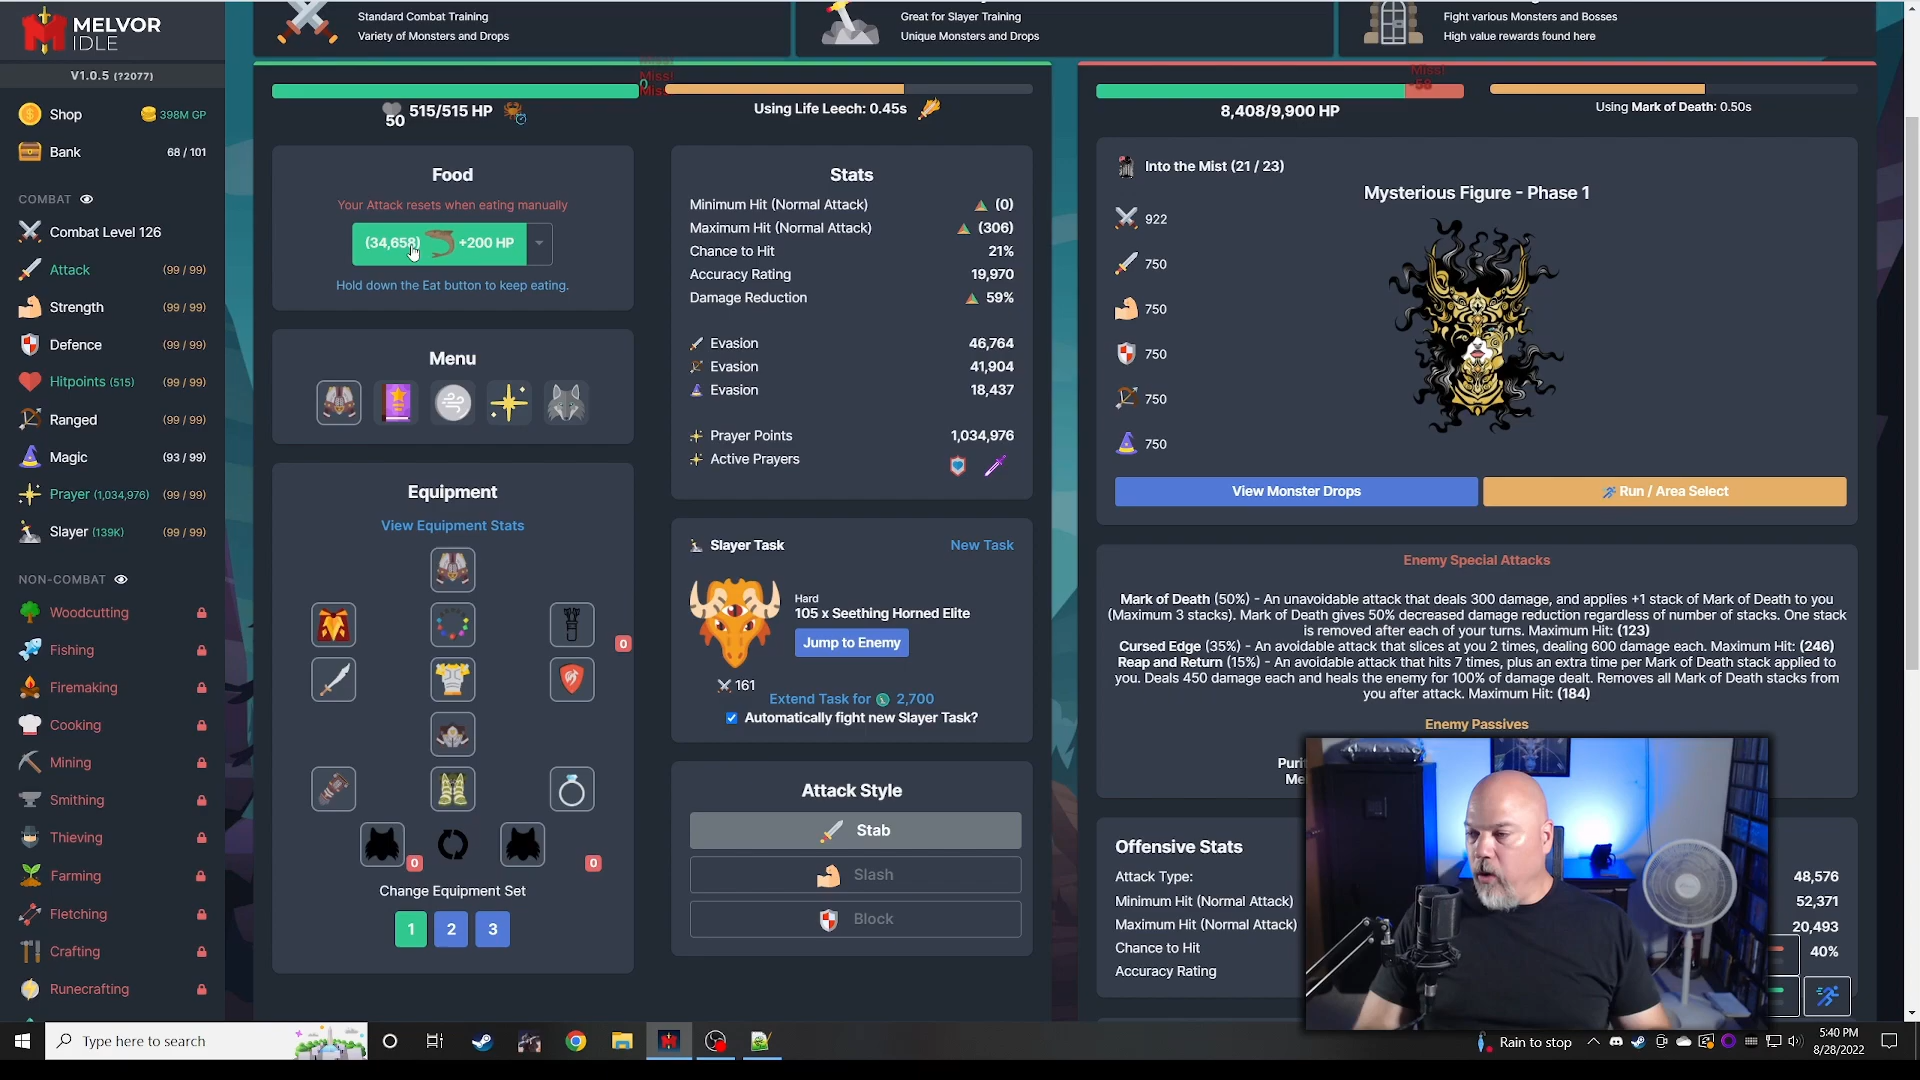 MELVOR
IDLE
V1.0.5 (?2077)
Shop 398M GP
Bank 68 / 101
COMBAT
Combat Level 126
Attack (99 / 99)
Strength (99 / 99)
Defence (99 / 99)
Hitpoints (515) (99 / 99)
Ranged (99 / 99)
Magic (93 / 99)
Prayer (1,034,976) (99 / 99)
Slayer (139K) (99 / 99)
NON-COMBAT
Woodcutting
Fishing
Firemaking
Cooking
Mining
Smithing
Thieving
Farming
Fletching
Crafting
Runecrafting
Standard Combat Training
Variety of Monsters and Drops
Great for Slayer Training
Unique Monsters and Drops
Fight various Monsters and Bosses
High value rewards found here
Miss!
515/515 HP
50
Using Life Leech: 0.45s
Food
Your Attack resets when eating manually
(34,658) +200 HP
Hold down the Eat button to keep eating.
Menu
Equipment
View Equipment Stats
0
0
0
Change Equipment Set
1 2 3
Stats
Minimum Hit (Normal Attack) (0)
Maximum Hit (Normal Attack) (306)
Chance to Hit 21%
Accuracy Rating 19,970
Damage Reduction 59%
Evasion 46,764
Evasion 41,904
Evasion 18,437
Prayer Points 1,034,976
Active Prayers
Slayer Task New Task
Hard
105 x Seething Horned Elite
Jump to Enemy
161
Extend Task for 2,700
Automatically fight new Slayer Task?
Attack Style
Stab
Slash
Block
Miss!
-58
8,408/9,900 HP
Using Mark of Death: 0.50s
Into the Mist (21 / 23)
Mysterious Figure - Phase 1
922
750
750
750
750
750
View Monster Drops
Run / Area Select
Enemy Special Attacks
Mark of Death (50%) - An unavoidable attack that deals 300 damage, and applies +1 stack of Mark of Death to you
(Maximum 3 stacks). Mark of Death gives 50% decreased damage reduction regardless of number of stacks. One stack
is removed after each of your turns. Maximum Hit: (123)
Cursed Edge (35%) - An avoidable attack that slices at you 2 times, dealing 600 damage each. Maximum Hit: (246)
Reap and Return (15%) - An avoidable attack that hits 7 times, plus an extra time per Mark of Death stack applied to
you. Deals 450 damage each and heals the enemy for 100% of damage dealt. Removes all Mark of Death stacks from
you after attack. Maximum Hit: (184)
Enemy Passives
Puri
Me
Offensive Stats
Attack Type: 48,576
Minimum Hit (Normal Attack) 52,371
Maximum Hit (Normal Attack) 20,493
Chance to Hit 40%
Accuracy Rating
Type here to search
Rain to stop
5:40 PM
8/28/2022